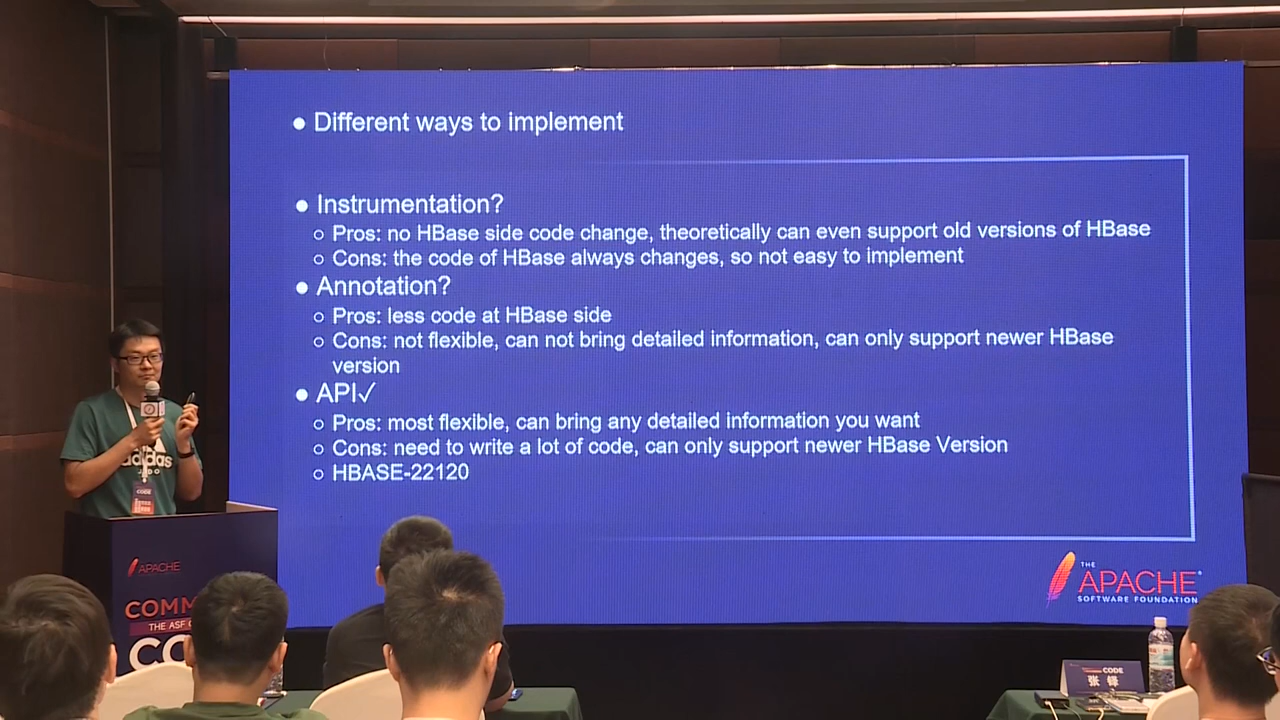 ● Different ways to implement
● Instrumentation?
○ Pros: no HBase side code change, theoretically can even support old versions of HBase
○ Cons: the code of HBase always changes, so not easy to implement
● Annotation?
○ Pros: less code at HBase side
○ Cons: not flexible, can not bring detailed information, can only support newer HBase
version
● API✓
○ Pros: most flexible, can bring any detailed information you want
○ Cons: need to write a lot of code, can only support newer HBase Version
○ HBASE-22120
THE
APACHE®
SOFTWARE FOUNDATION
adidas
CODE
APACHE
COMM
THE ASF
CO
CODE
张 铎